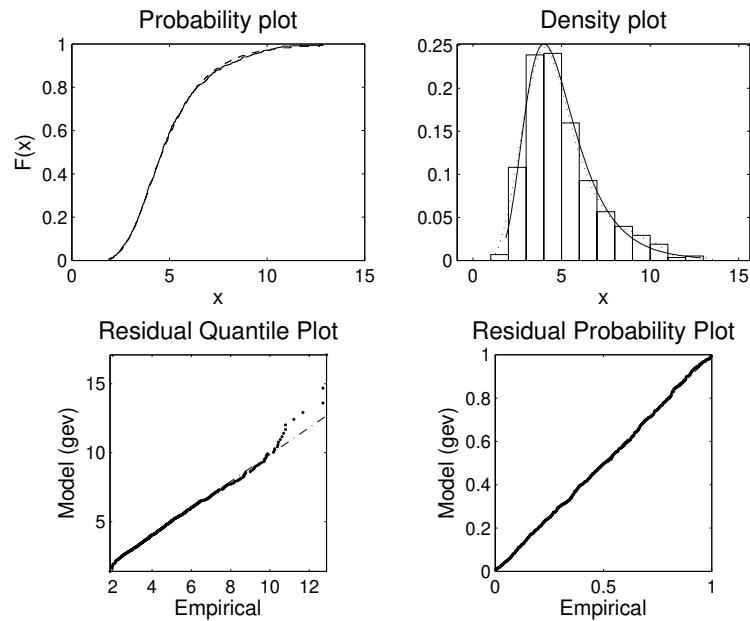 Probability plot
F(x)
1
0.8
0.6
0.4
0.2
0
0 5 10 15
x
Density plot
0.25
0.2
0.15
0.1
0.05
0
0 5 10 15
x
Residual Quantile Plot
Model (gev)
15
10
5
2 4 6 8 10 12
Empirical
Residual Probability Plot
Model (gev)
1
0.8
0.6
0.4
0.2
0
0 0.5 1
Empirical